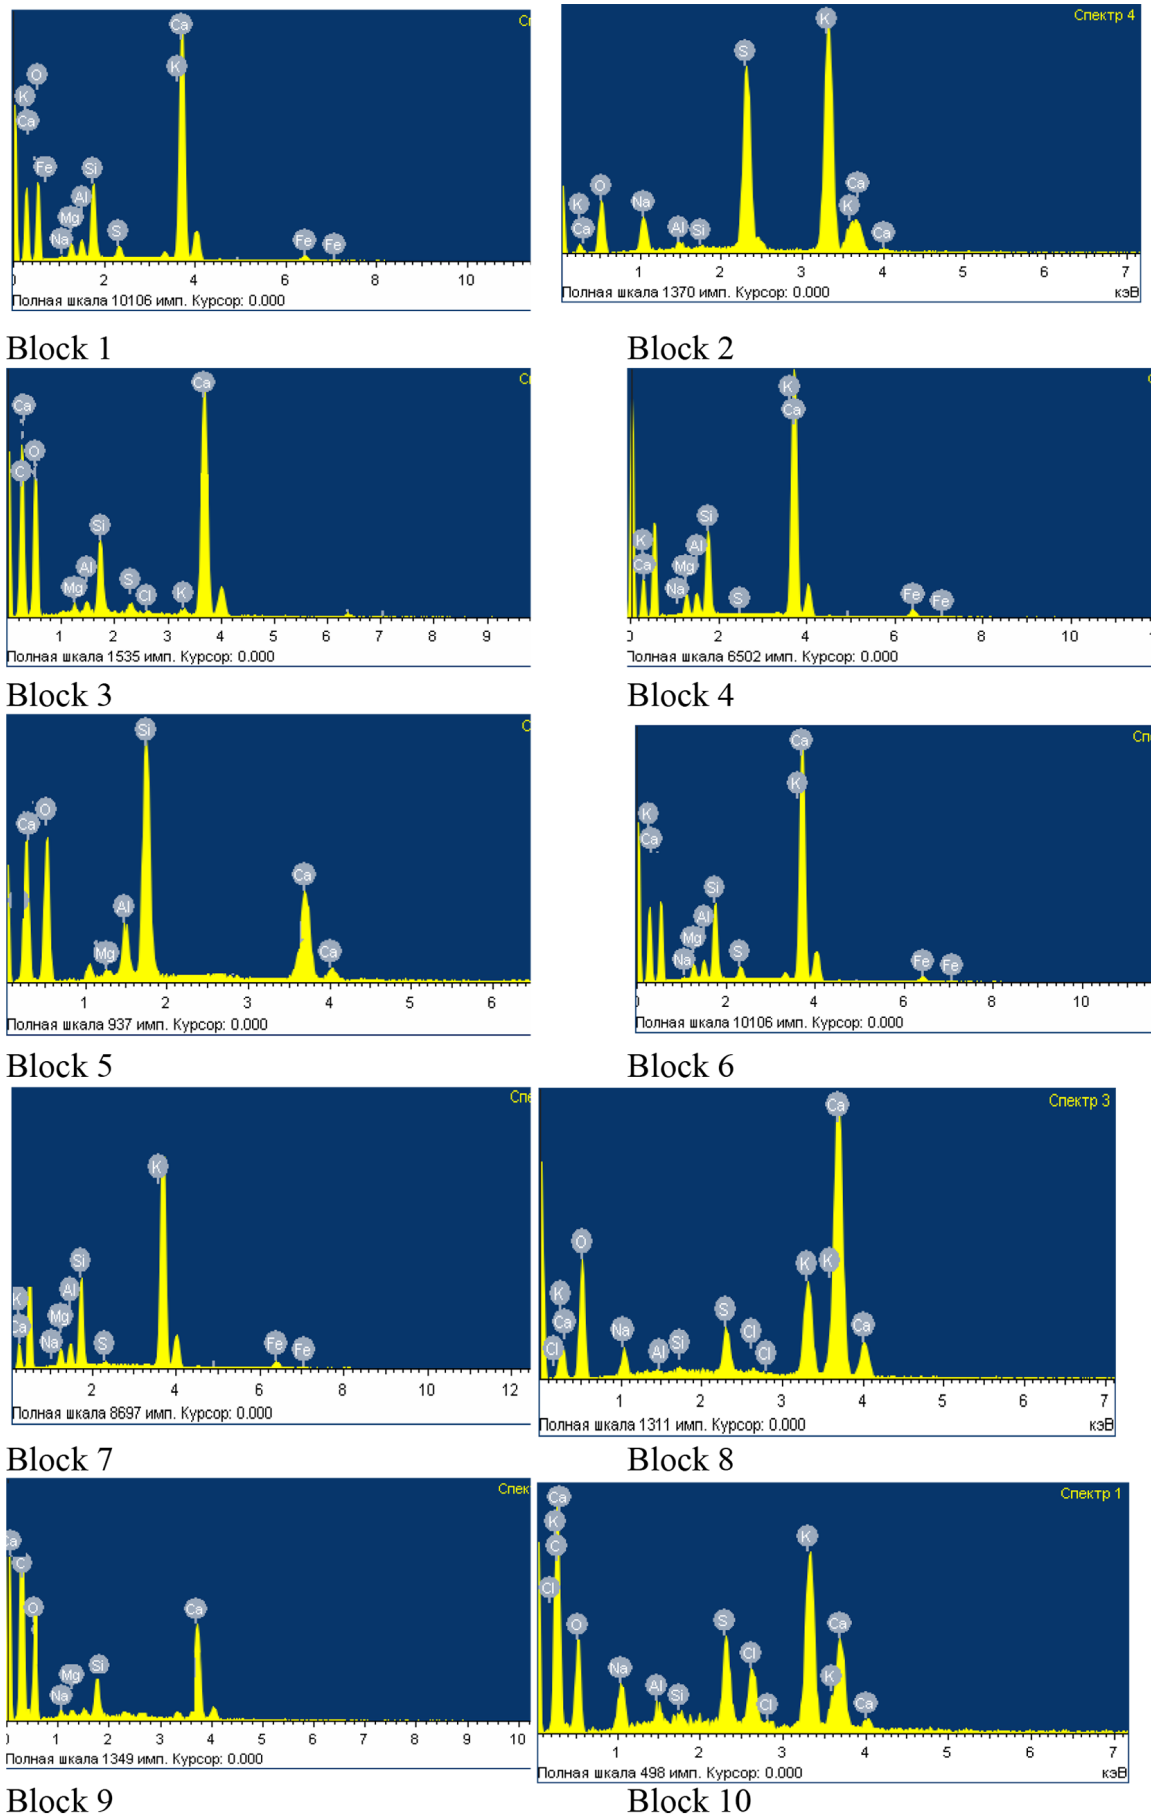 Сп
Ca
K
O
K
Ca
Fe
Si
Al
Mg
Na
S
Fe
Fe
2 4 6 8 10
Полная шкала 10106 имп. Курсор: 0.000
Block 1
Спектр 4
K
S
O
K
Ca
Na
Al
Si
Ca
K
Ca
1 2 3 4 5 6 7
Полная шкала 1370 имп. Курсор: 0.000 кэВ
Block 2
Ca
Ca
O
C
Si
Al
Mg
S
Cl
K
1 2 3 4 5 6 7 8 9
Полная шкала 1535 имп. Курсор: 0.000
Block 3
K
Ca
Si
K
Al
Ca
Mg
Na
S
Fe
Fe
2 4 6 8 10
Полная шкала 6502 имп. Курсор: 0.000
Block 4
Si
O
Ca
Al
Ca
Mg
Ca
1 2 3 4 5 6
Полная шкала 937 имп. Курсор: 0.000
Block 5
Спе
Ca
K
K
Ca
Si
Al
Mg
Na
S
Fe
Fe
2 4 6 8 10
Полная шкала 10106 имп. Курсор: 0.000
Block 6
Спе
K
Si
Al
K
Mg
Ca
Na
S
Fe
Fe
2 4 6 8 10 12
Полная шкала 8697 имп. Курсор: 0.000
Block 7
Спектр 3
Ca
O
K
K
K
Ca
Cl
Na
Al
Si
S
Cl
Cl
Ca
1 2 3 4 5 6 7
Полная шкала 1311 имп. Курсор: 0.000 кэВ
Block 8
Спек
Ca
C
O
Ca
Si
Mg
Na
1 2 3 4 5 6 7 8 9 10
Полная шкала 1349 имп. Курсор: 0.000
Block 9
Спектр 1
Ca
K
C
Cl
O
K
S
Ca
Cl
Na
Al
Si
K
Cl
Ca
1 2 3 4 5 6 7
Полная шкала 498 имп. Курсор: 0.000 кэВ
Block 10